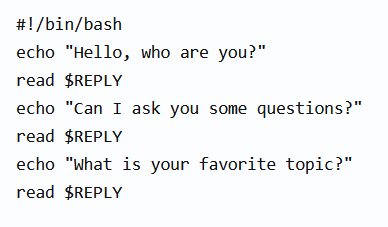 #!/bin/bash
echo "Hello, who are you?"
read $REPLY
echo "Can I ask you some questions?"
read $REPLY
echo "What is your favorite topic?"
read $REPLY